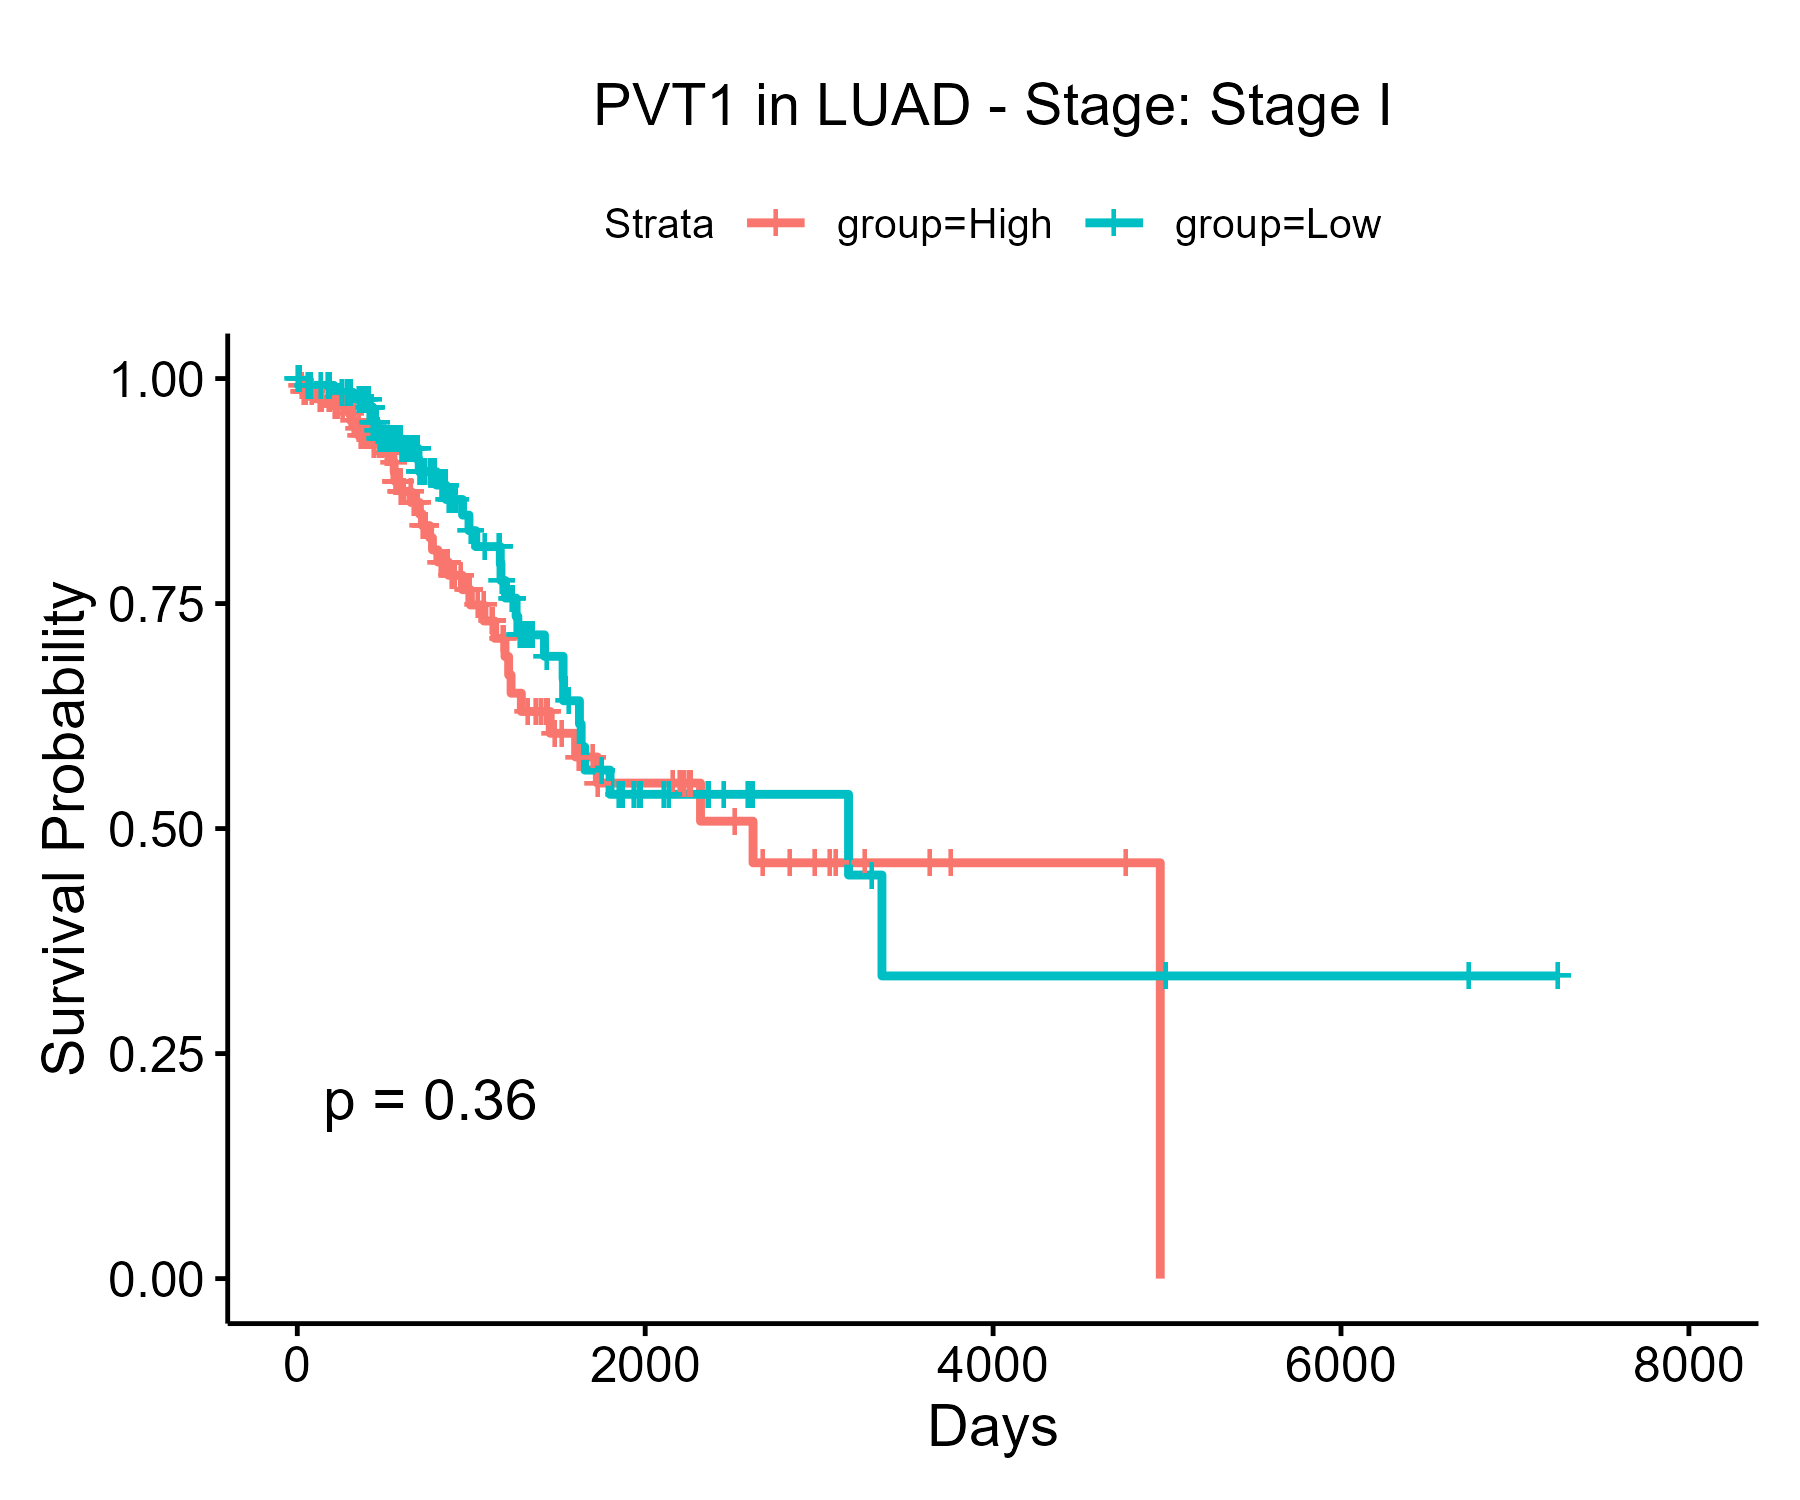 PVT1 in LUAD - Stage: Stage I
Strata group=High group=Low
Survival Probability
1.00
0.75
0.50
0.25
0.00
p = 0.36
0 2000 4000 6000 8000
Days